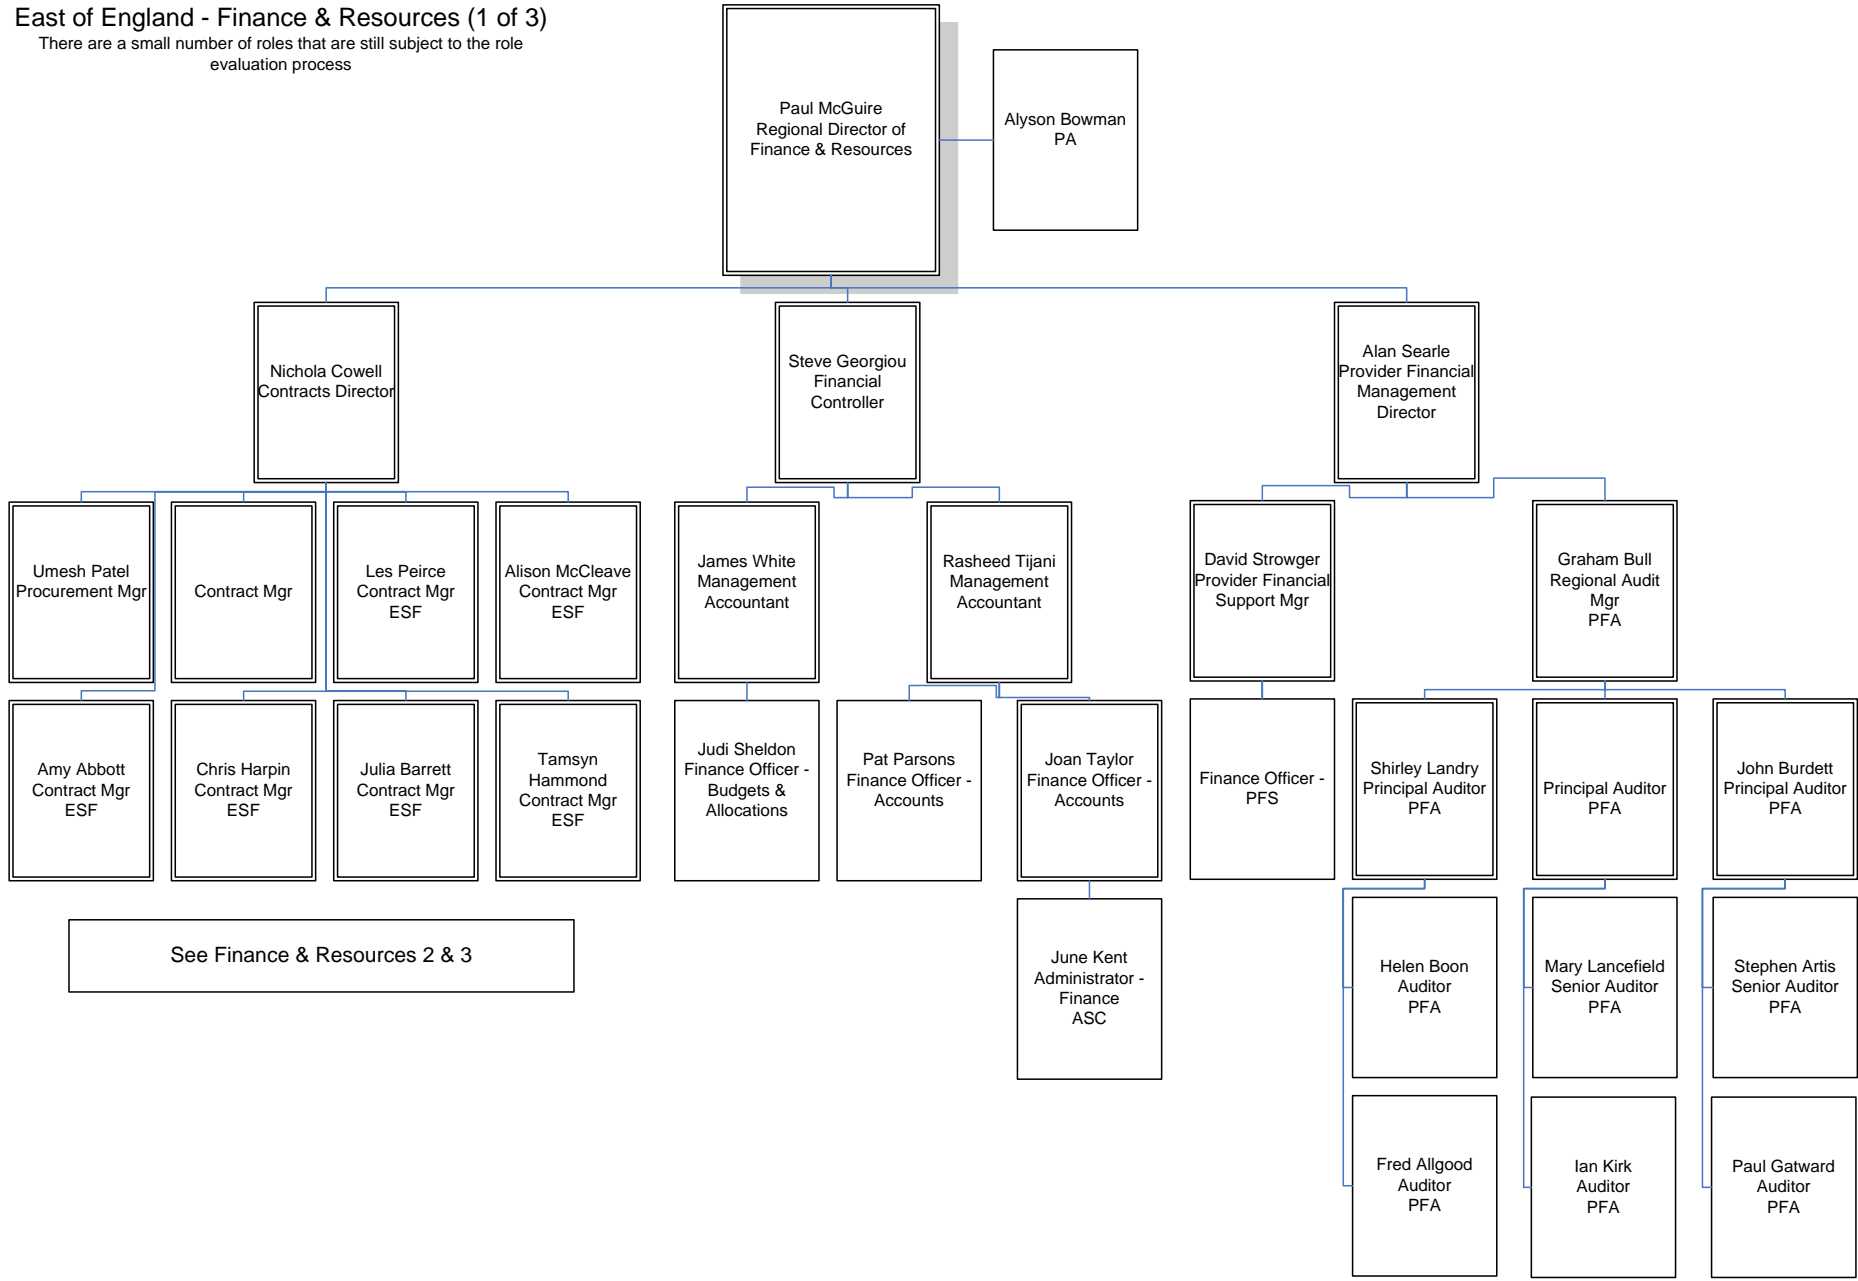 East of England - Finance & Resources (1 of 3)
There are a small number of roles that are still subject to the role
evaluation process
Paul McGuire
Regional Director of
Finance & Resources
Alyson Bowman
PA
Nichola Cowell
Contracts Director
Steve Georgiou
Financial
Controller
Alan Searle
Provider Financial
Management
Director
Umesh Patel
Procurement Mgr
Contract Mgr
Les Peirce
Contract Mgr
ESF
Alison McCleave
Contract Mgr
ESF
James White
Management
Accountant
Rasheed Tijani
Management
Accountant
David Strowger
Provider Financial
Support Mgr
Graham Bull
Regional Audit
Mgr
PFA
Amy Abbott
Contract Mgr
ESF
Chris Harpin
Contract Mgr
ESF
Julia Barrett
Contract Mgr
ESF
Tamsyn
Hammond
Contract Mgr
ESF
Judi Sheldon
Finance Officer -
Budgets &
Allocations
Pat Parsons
Finance Officer -
Accounts
Joan Taylor
Finance Officer -
Accounts
Finance Officer -
PFS
Shirley Landry
Principal Auditor
PFA
Principal Auditor
PFA
John Burdett
Principal Auditor
PFA
See Finance & Resources 2 & 3
June Kent
Administrator -
Finance
ASC
Helen Boon
Auditor
PFA
Mary Lancefield
Senior Auditor
PFA
Stephen Artis
Senior Auditor
PFA
Fred Allgood
Auditor
PFA
Ian Kirk
Auditor
PFA
Paul Gatward
Auditor
PFA